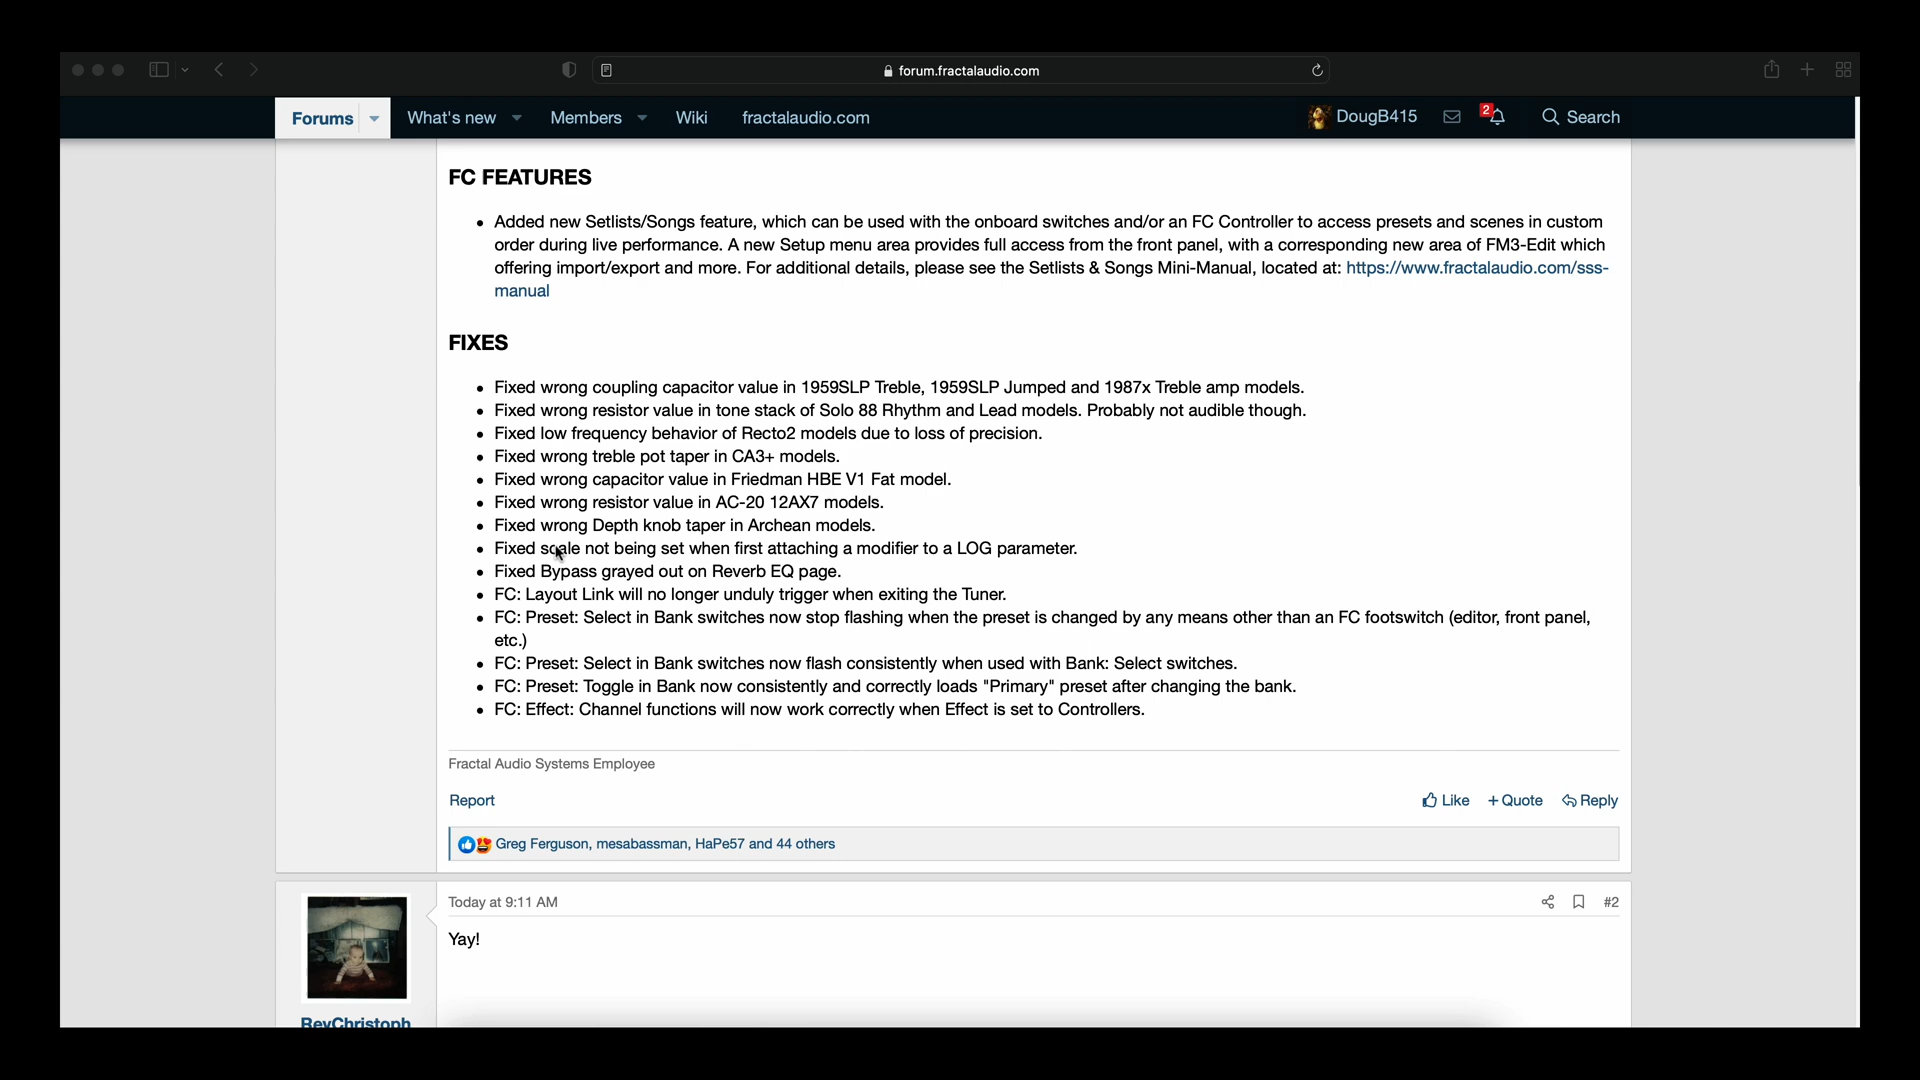 forum.fractalaudio.com
Forums What's new Members Wiki fractalaudio.com DougB415 2 Search
FC FEATURES
• Added new Setlists/Songs feature, which can be used with the onboard switches and/or an FC Controller to access presets and scenes in custom
order during live performance. A new Setup menu area provides full access from the front panel, with a corresponding new area of FM3-Edit which
offering import/export and more. For additional details, please see the Setlists & Songs Mini-Manual, located at: https://www.fractalaudio.com/sss-
manual
FIXES
• Fixed wrong coupling capacitor value in 1959SLP Treble, 1959SLP Jumped and 1987x Treble amp models.
• Fixed wrong resistor value in tone stack of Solo 88 Rhythm and Lead models. Probably not audible though.
• Fixed low frequency behavior of Recto2 models due to loss of precision.
• Fixed wrong treble pot taper in CA3+ models.
• Fixed wrong capacitor value in Friedman HBE V1 Fat model.
• Fixed wrong resistor value in AC-20 12AX7 models.
• Fixed wrong Depth knob taper in Archean models.
• Fixed scale not being set when first attaching a modifier to a LOG parameter.
• Fixed Bypass grayed out on Reverb EQ page.
• FC: Layout Link will no longer unduly trigger when exiting the Tuner.
• FC: Preset: Select in Bank switches now stop flashing when the preset is changed by any means other than an FC footswitch (editor, front panel,
etc.)
• FC: Preset: Select in Bank switches now flash consistently when used with Bank: Select switches.
• FC: Preset: Toggle in Bank now consistently and correctly loads "Primary" preset after changing the bank.
• FC: Effect: Channel functions will now work correctly when Effect is set to Controllers.
Fractal Audio Systems Employee
Report Like +Quote Reply
Greg Ferguson, mesabassman, HaPe57 and 44 others
Today at 9:11 AM #2
Yay!
RevChristoph